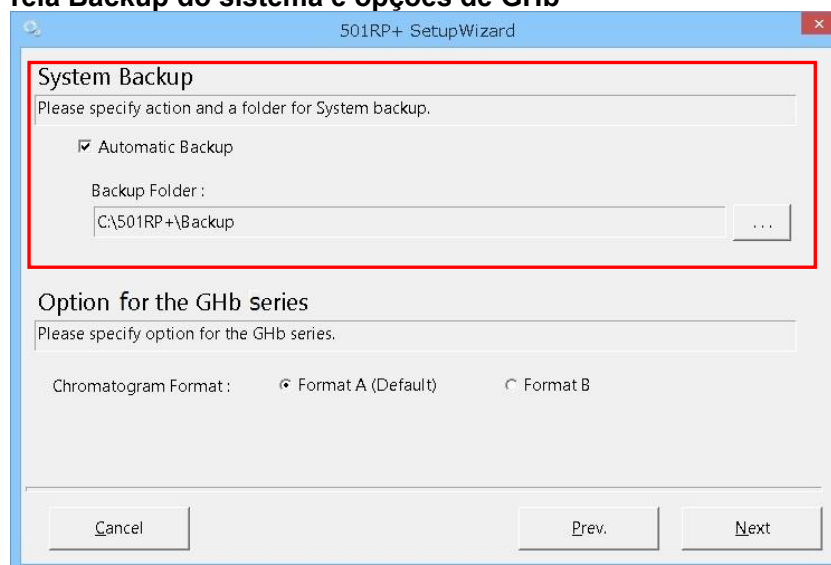 Tela Backup do sistema e opções de GHb
501RP+ SetupWizard
System Backup
Please specify action and a folder for System backup.
Automatic Backup
Backup Folder :
C:\501RP+\Backup
...
Option for the GHb series
Please specify option for the GHb series.
Chromatogram Format : Format A (Default) Format B
Cancel Prev. Next